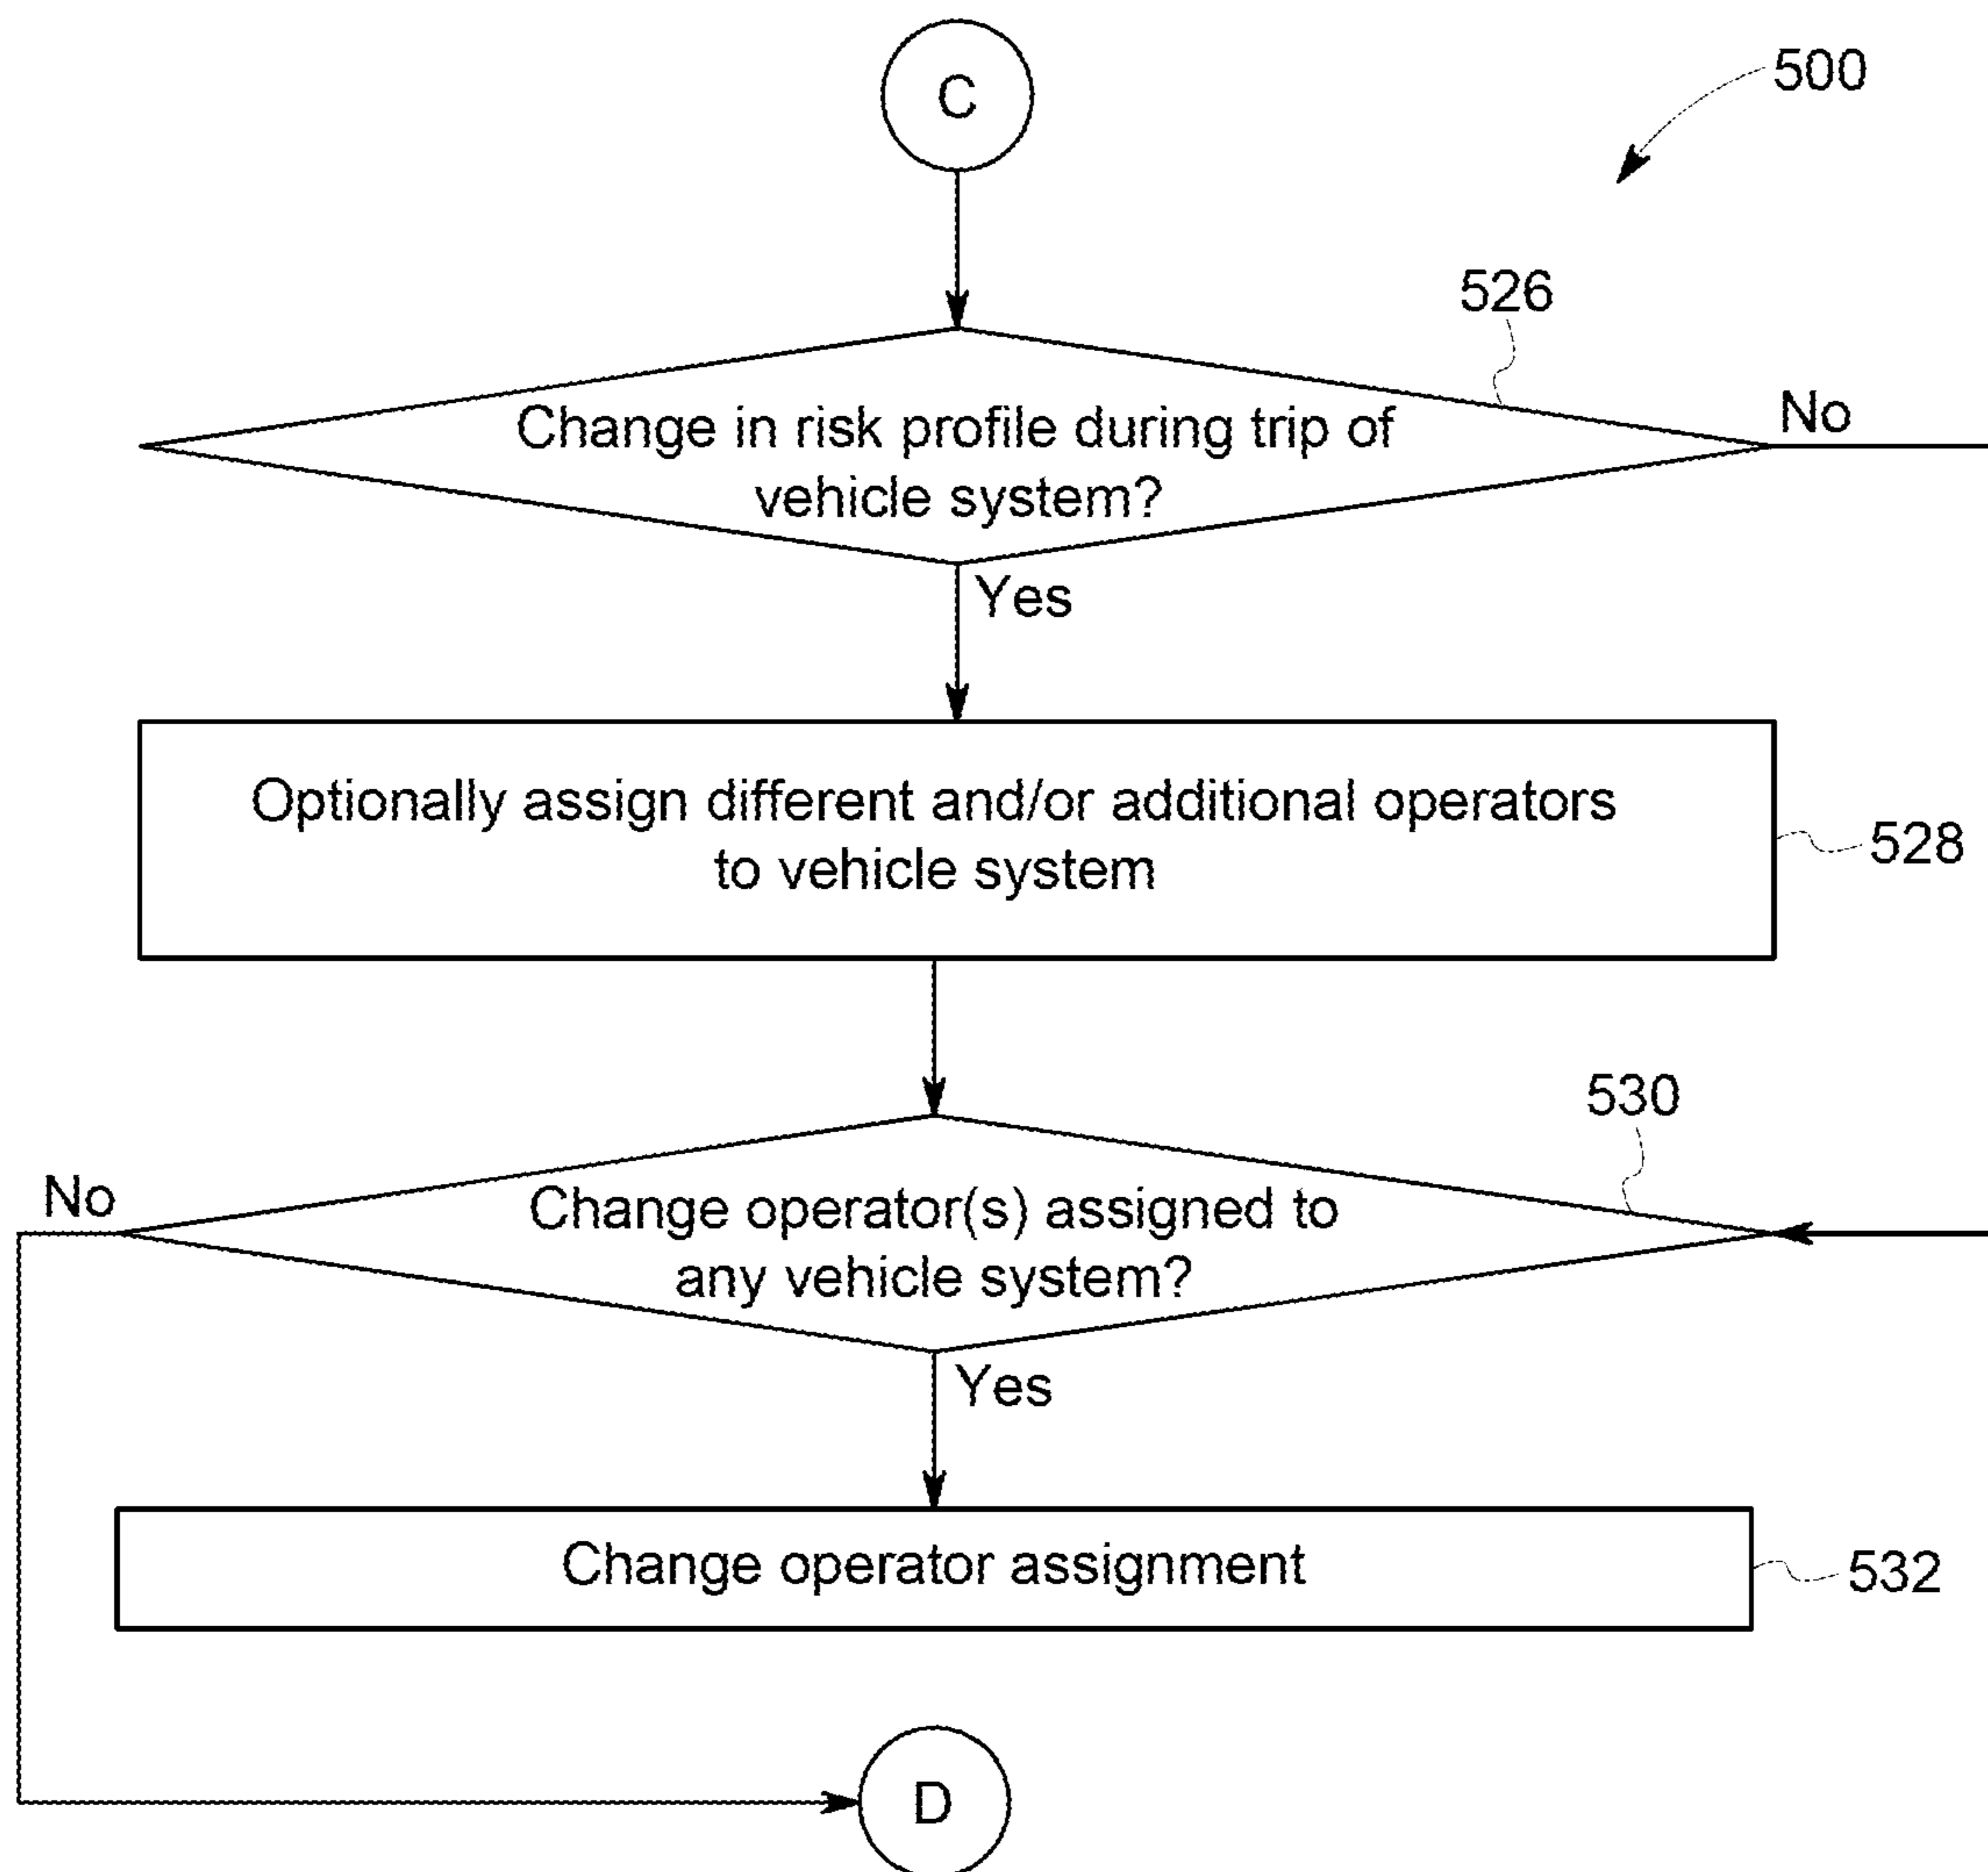 C
500
526
No
Change in risk profile during trip of
vehicle system?
Yes
Optionally assign different and/or additional operators
to vehicle system
528
530
No
Change operator(s) assigned to
any vehicle system?
Yes
Change operator assignment
532
D